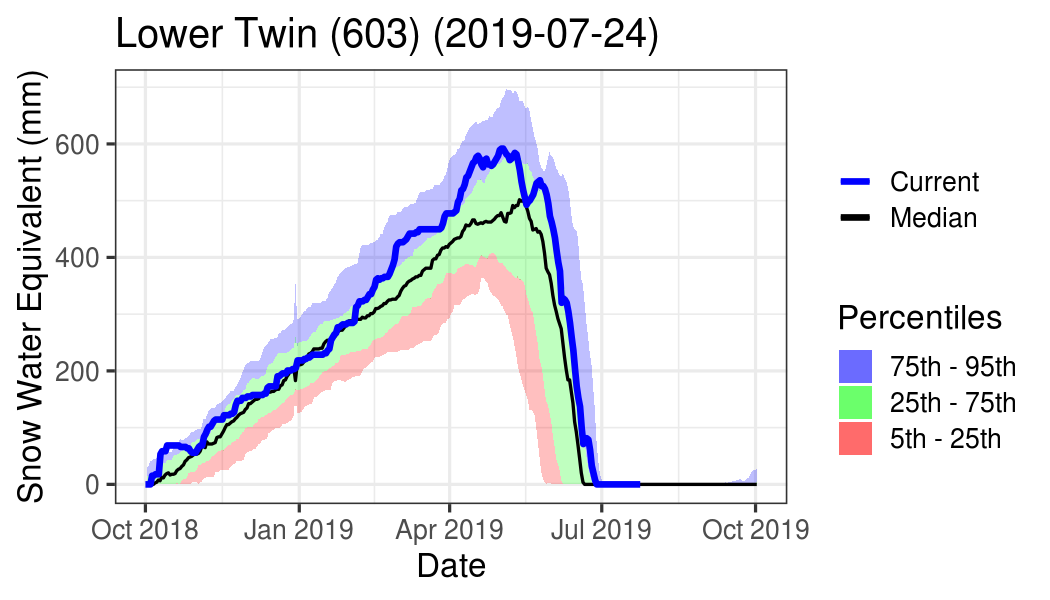 Lower Twin (603) (2019-07-24)
Snow Water Equivalent (mm)
600
400
200
0
Oct 2018
Jan 2019
Apr 2019
Jul 2019
Oct 2019
Date
Current
Median
Percentiles
75th - 95th
25th - 75th
5th - 25th